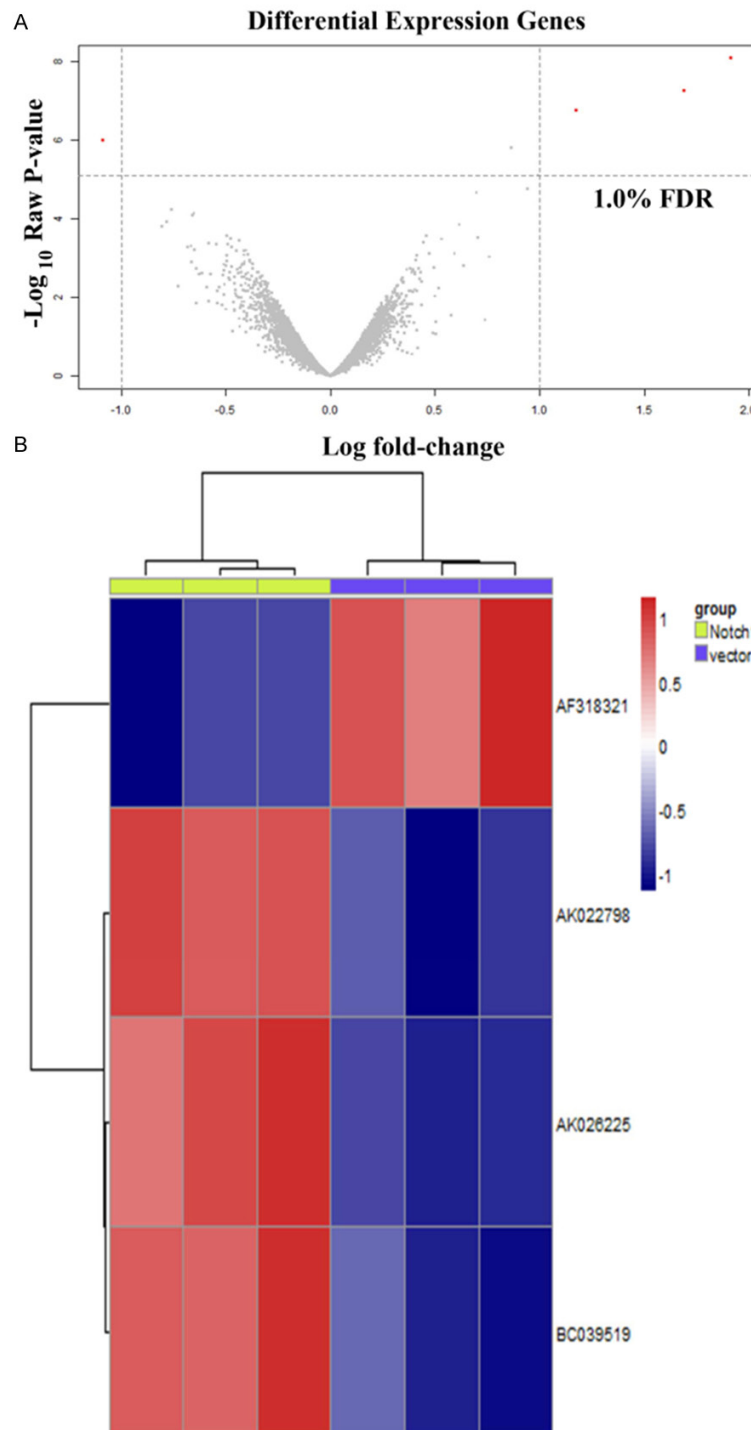 A
Differential Expression Genes
-Log10 Raw P-value
8
6
4
2
0
1.0% FDR
-1.0
-0.5
0.0
0.5
1.0
1.5
2.0
Log fold-change
B
group
Notch
vector
1
0.5
0
-0.5
-1
AF318321
AK022798
AK026225
BC039519